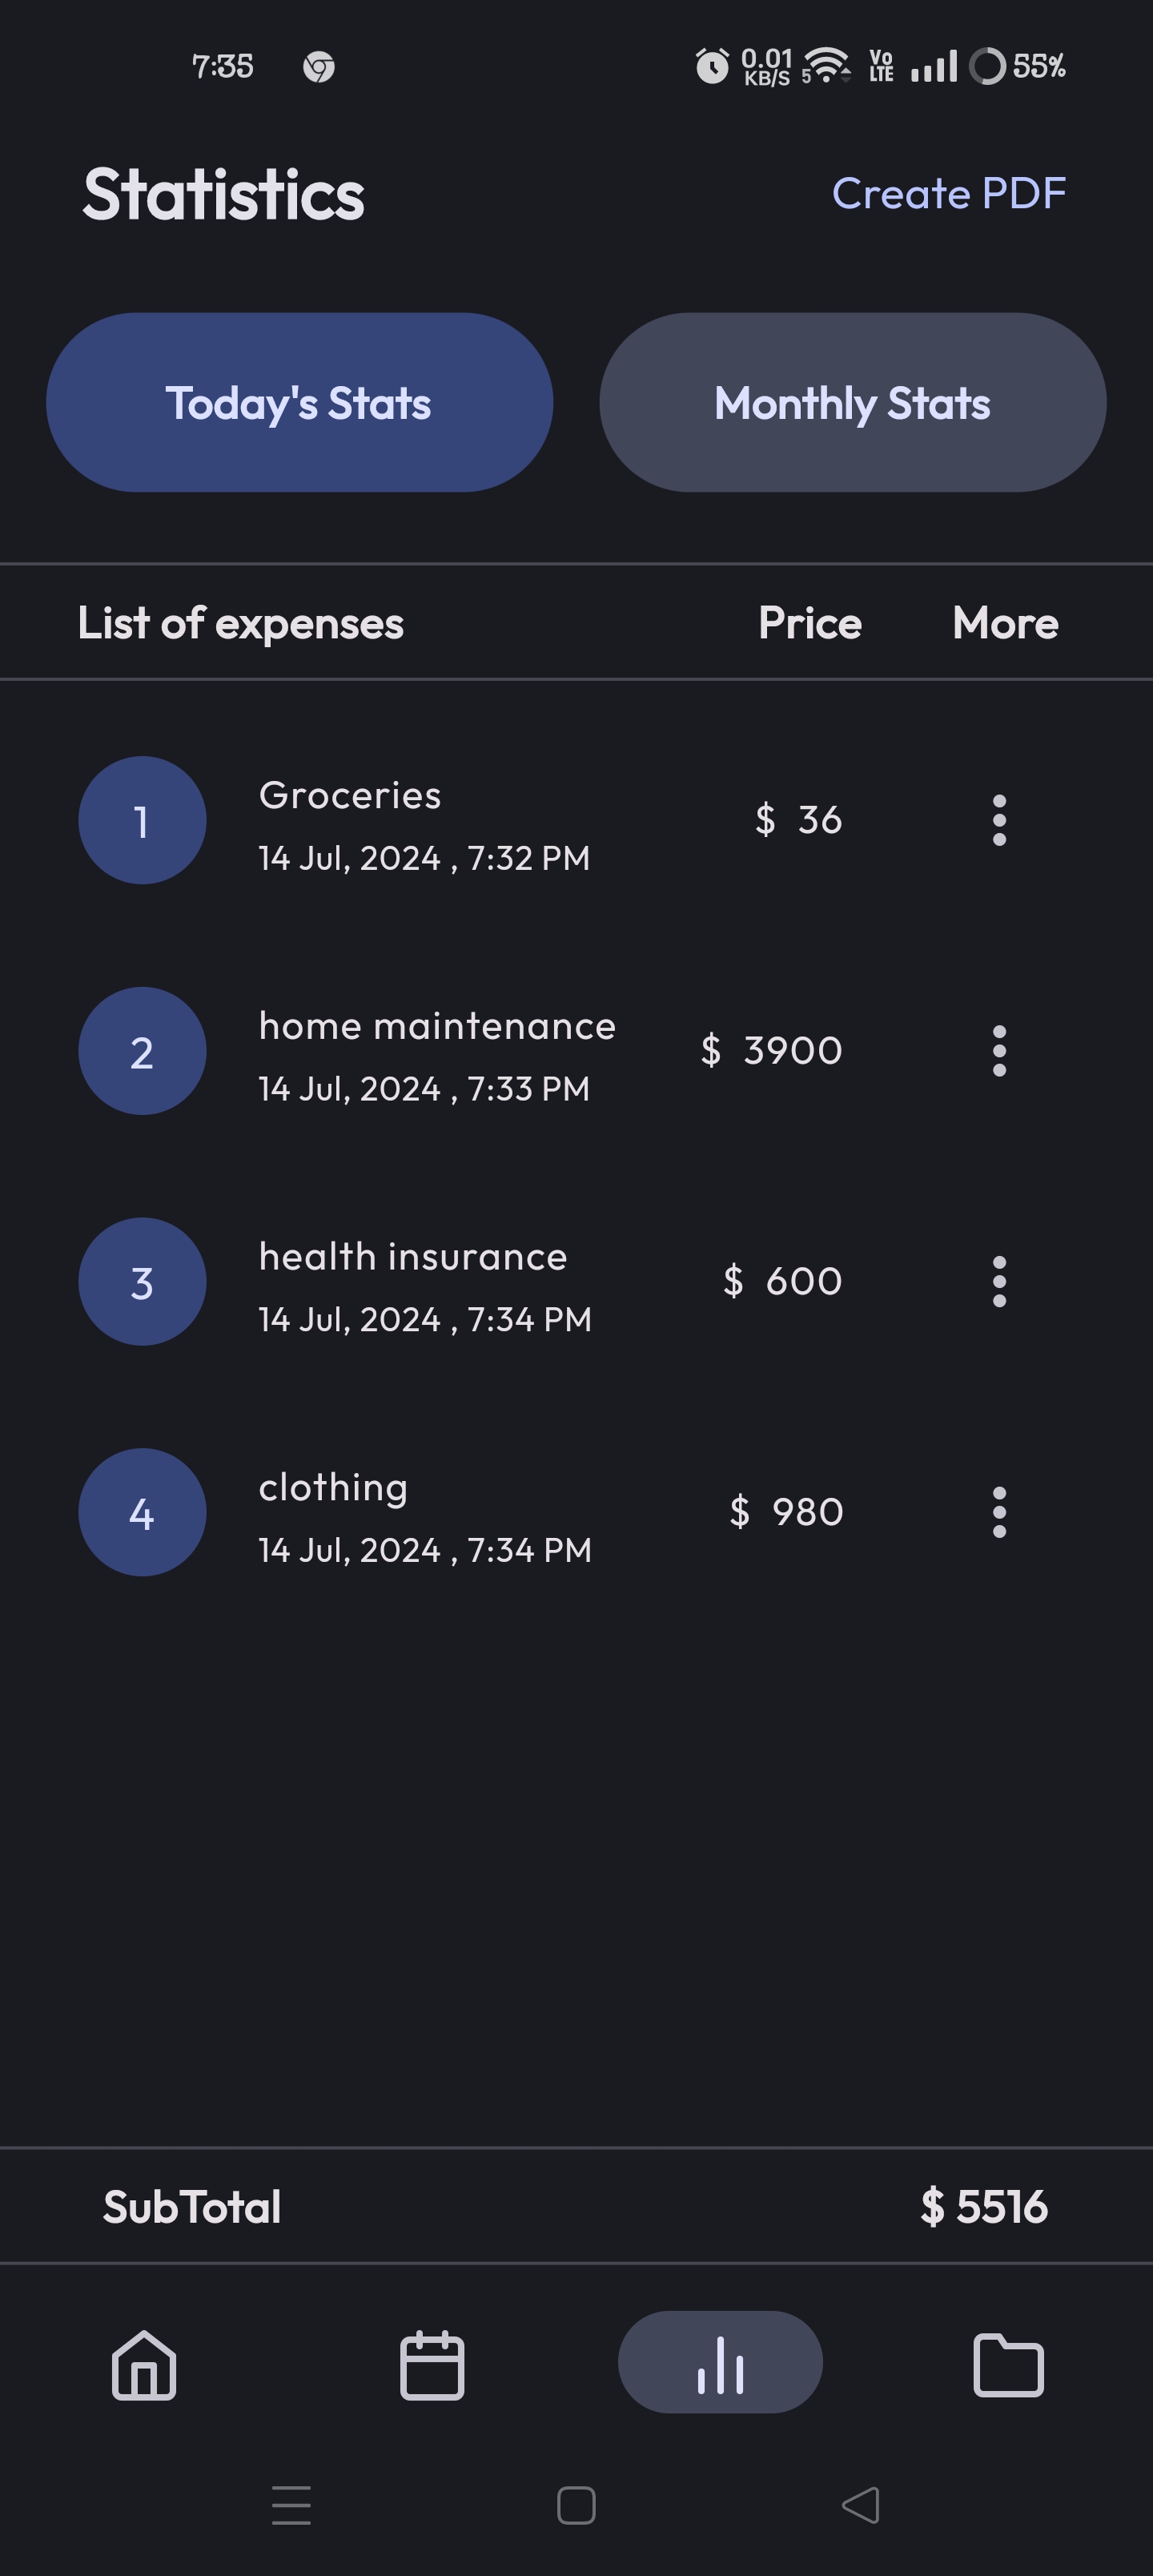 7:35 0.01 KB/S 5 Vo LTE 55%
Statistics Create PDF
Today's Stats Monthly Stats
List of expenses Price More
1 Groceries $ 36
14 Jul, 2024 , 7:32 PM
2 home maintenance $ 3900
14 Jul, 2024 , 7:33 PM
3 health insurance $ 600
14 Jul, 2024 , 7:34 PM
4 clothing $ 980
14 Jul, 2024 , 7:34 PM
SubTotal $ 5516